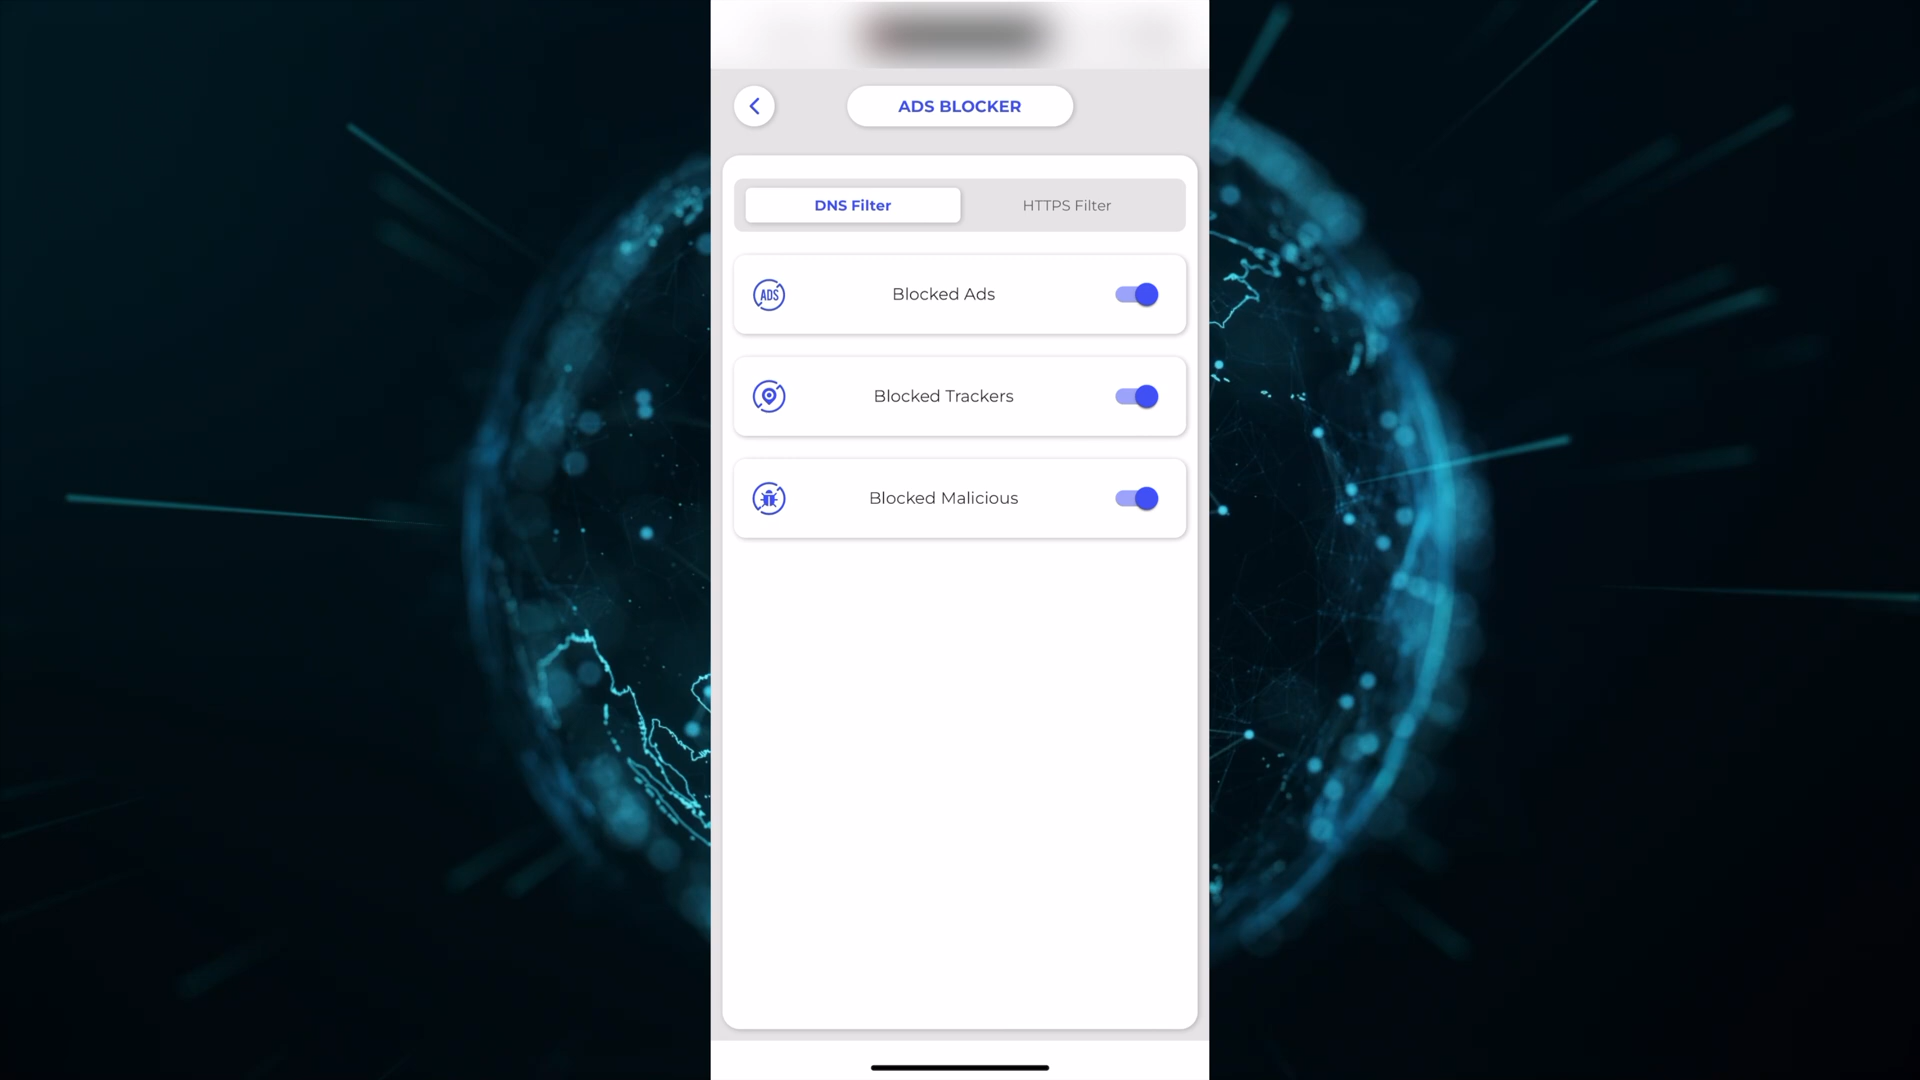 ADS BLOCKER
DNS Filter
HTTPS Filter
ADS
Blocked Ads
Blocked Trackers
Blocked Malicious